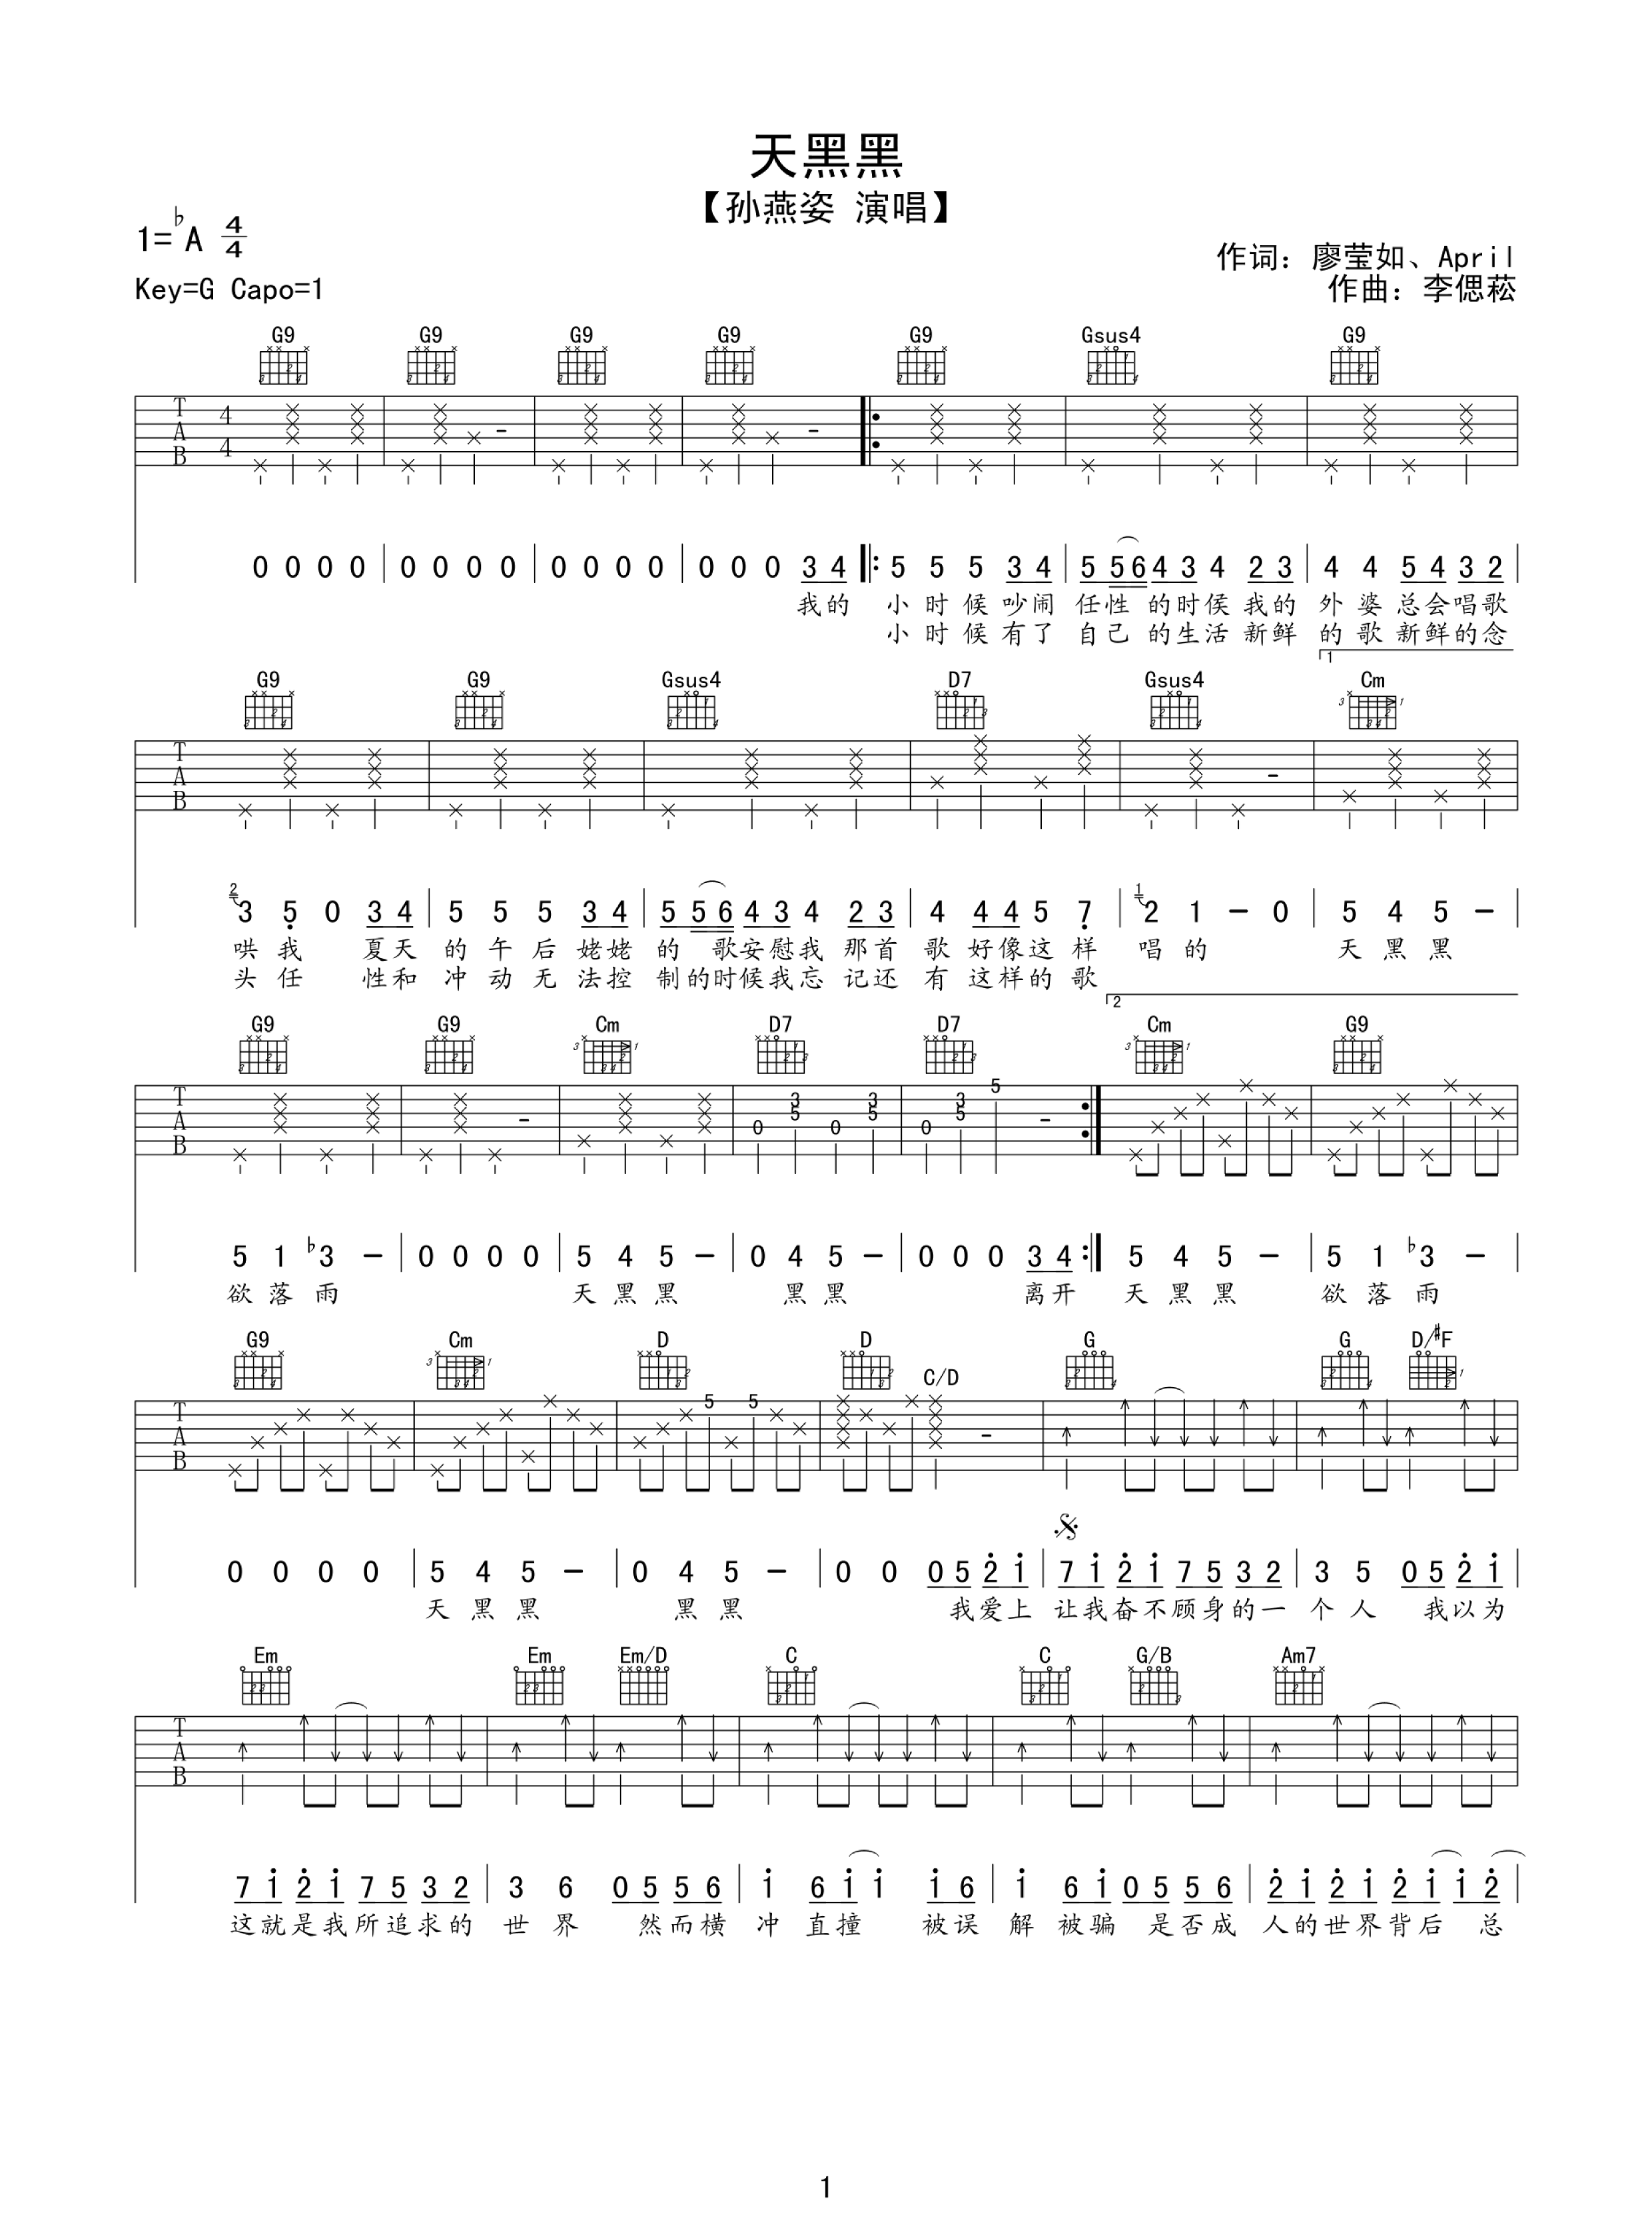 天黑黑
【孙燕姿 演唱】
1=♭A 4/4
作词：廖莹如、April
Key=G Capo=1
作曲：李偲菘
G9 G9 G9 G9 G9 Gsus4 G9
T A B 4/4
0 0 0 0 | 0 0 0 0 | 0 0 0 0 | 0 0 0 3 4 |: 5 5 5 3 4 | 5 5 6 4 3 4 2 3 | 4 4 5 4 3 2 |
我的 小 时 候 吵闹 任性 的时侯 我的 外 婆 总会唱歌
小 时 候 有了 自己 的生活 新鲜 的 歌 新鲜的念
1
G9 G9 Gsus4 D7 Gsus4 Cm
T A B
2 3 5̣ 0 3 4 | 5 5 5 3 4 | 5 5 6 4 3 4 2 3 | 4 4 4 5 7̣ | 1 2 1 – 0 | 5 4 5 – |
哄 我 夏天 的 午 后 姥姥 的 歌安慰我 那首 歌 好像这 样 唱 的 天 黑 黑
头 任 性和 冲 动 无 法控 制的时候我忘 记还 有 这样的 歌
2
G9 G9 Cm D7 D7 Cm G9
T A B 0 3 5 0 3 5 0 3 5 5
5 1 ♭3 – | 0 0 0 0 | 5 4 5 – | 0 4 5 – | 0 0 0 3 4 :| 5 4 5 – | 5 1 ♭3 – |
欲 落 雨 天 黑 黑 黑 黑 离开 天 黑 黑 欲 落 雨
G9 Cm D D C/D G G D/#F
T A B 5 5
0 0 0 0 | 5 4 5 – | 0 4 5 – | 0 0 0 5 2̇ 1̇ | 7 1̇ 2̇ 1̇ 7 5 3 2 | 3 5 0 5 2̇ 1̇ |
天 黑 黑 黑 黑 我爱上 让我奋不顾身的一 个 人 我以为
Em Em Em/D C C G/B Am7
T A B
7 1̇ 2̇ 1̇ 7 5 3 2 | 3 6 0 5 5 6 | 1̇ 6 1̇ 1̇ 1̇ 6 | 1̇ 6 1̇ 0 5 5 6 | 2̇ 1̇ 2̇ 1̇ 2̇ 1̇ 1̇ 2̇ |
这就是我所追求的 世 界 然而横 冲 直撞 被误 解 被骗 是否成 人的世界背后 总
1